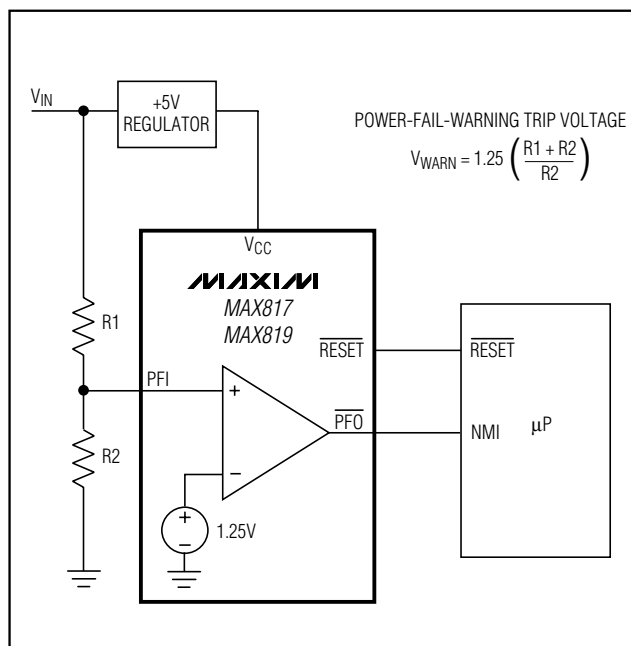 VIN
+5V
REGULATOR
POWER-FAIL-WARNING TRIP VOLTAGE
VWARN = 1.25 (R1 + R2 / R2)
VCC
MAXIM
MAX817
MAX819
R1
RESET
RESET
PFI
+
PFO
NMI
µP
R2
−
+
−
1.25V